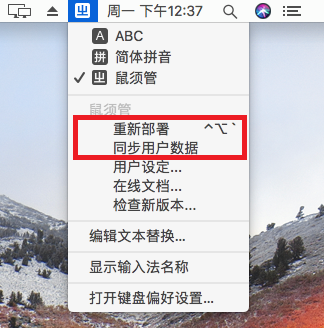 周一 下午12:37
A ABC
拼 简体拼音
✓ 鼠须管
鼠须管
重新部署 ^⌥`
同步用户数据
用户设定...
在线文档...
检查新版本...
编辑文本替换...
显示输入法名称
打开键盘偏好设置...